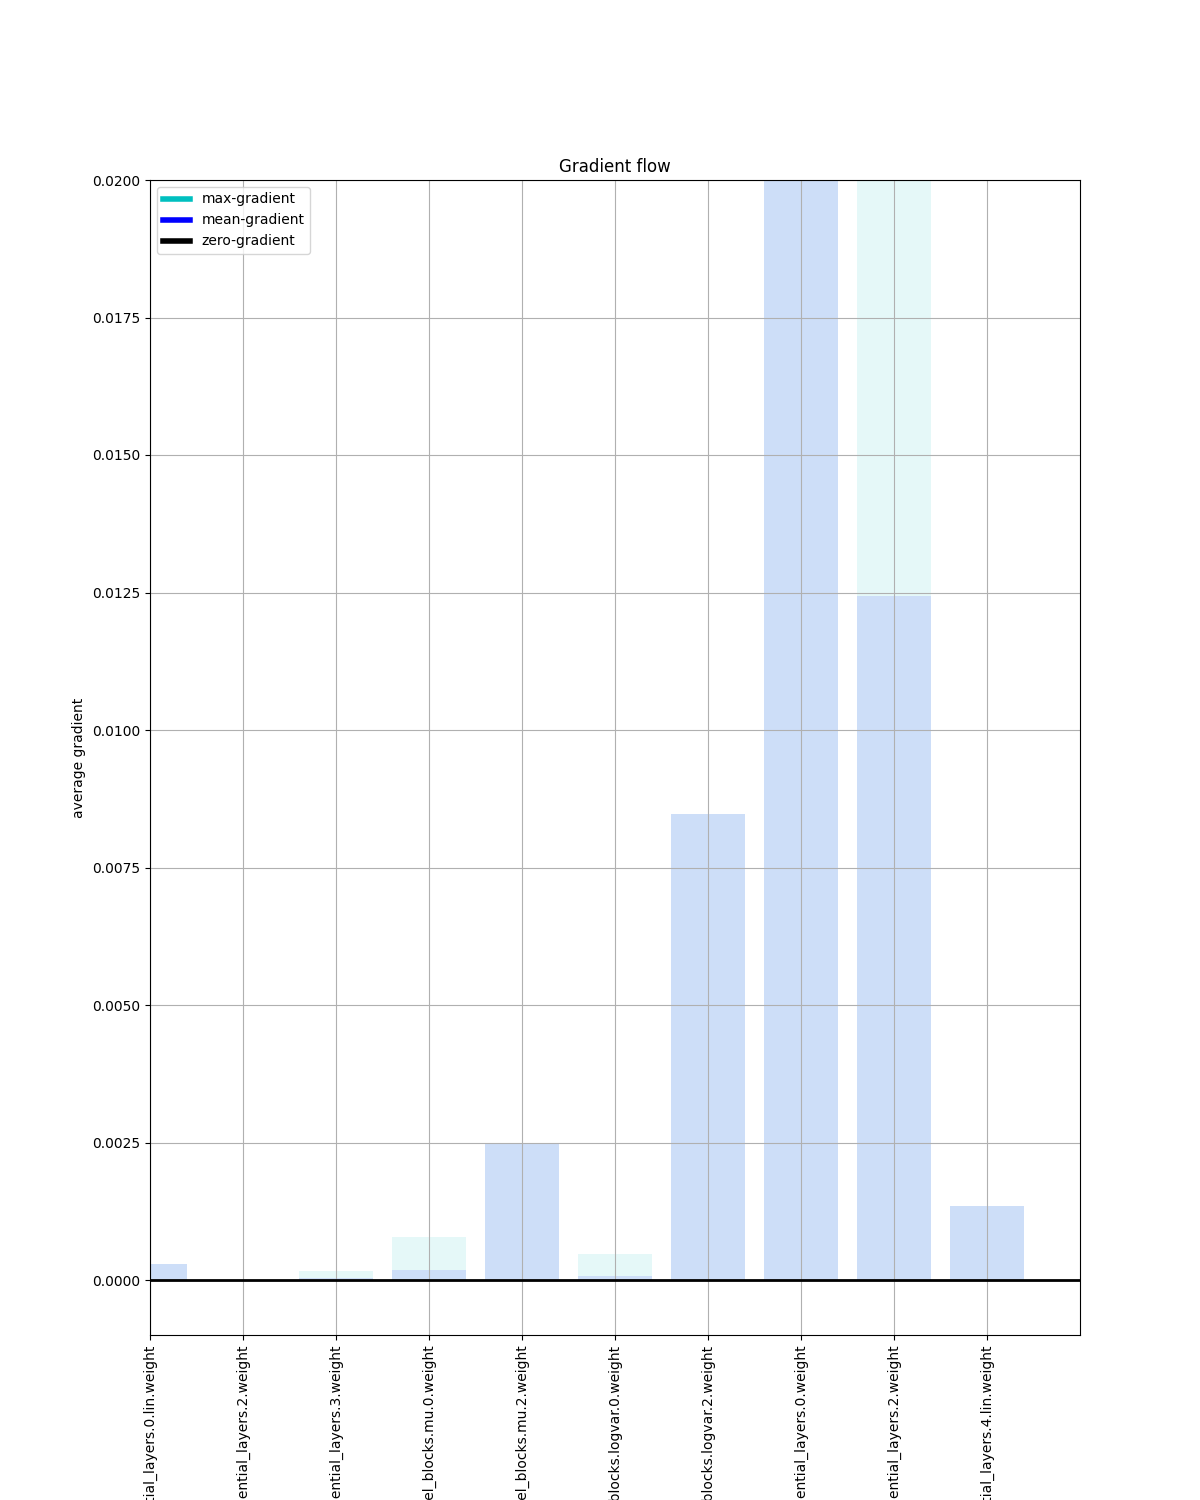 Gradient flow
max-gradient
mean-gradient
zero-gradient
0.0200
0.0175
0.0150
0.0125
0.0100
0.0075
0.0050
0.0025
0.0000
average gradient
tial_layers.0.lin.weight
ential_layers.2.weight
ential_layers.3.weight
el_blocks.mu.0.weight
el_blocks.mu.2.weight
blocks.logvar.0.weight
blocks.logvar.2.weight
ential_layers.0.weight
ential_layers.2.weight
tial_layers.4.lin.weight